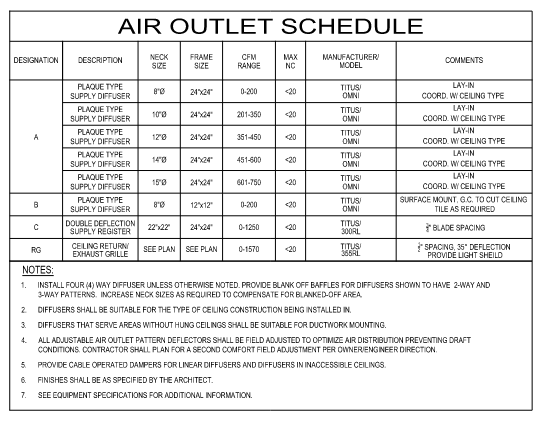 AIR OUTLET SCHEDULE
DESIGNATION DESCRIPTION NECK SIZE FRAME SIZE CFM RANGE MAX NC MANUFACTURER/ MODEL COMMENTS
A
PLAQUE TYPE SUPPLY DIFFUSER 8"Ø 24"x24" 0-200 <20 TITUS/ OMNI LAY-IN COORD. W/ CEILING TYPE
PLAQUE TYPE SUPPLY DIFFUSER 10"Ø 24"x24" 201-350 <20 TITUS/ OMNI LAY-IN COORD. W/ CEILING TYPE
PLAQUE TYPE SUPPLY DIFFUSER 12"Ø 24"x24" 351-450 <20 TITUS/ OMNI LAY-IN COORD. W/ CEILING TYPE
PLAQUE TYPE SUPPLY DIFFUSER 14"Ø 24"x24" 451-600 <20 TITUS/ OMNI LAY-IN COORD. W/ CEILING TYPE
PLAQUE TYPE SUPPLY DIFFUSER 15"Ø 24"x24" 601-750 <20 TITUS/ OMNI LAY-IN COORD. W/ CEILING TYPE
B PLAQUE TYPE SUPPLY DIFFUSER 8"Ø 12"x12" 0-200 <20 TITUS/ OMNI SURFACE MOUNT, G.C. TO CUT CEILING TILE AS REQUIRED
C DOUBLE DEFLECTION SUPPLY REGISTER 22"x22" 24"x24" 0-1250 <20 TITUS/ 300RL BLADE SPACING
RG CEILING RETURN/ EXHAUST GRILLE SEE PLAN SEE PLAN 0-1570 <20 TITUS/ 355RL SPACING, 35° DEFLECTION PROVIDE LIGHT SHEILD
NOTES:
1. INSTALL FOUR (4) WAY DIFFUSER UNLESS OTHERWISE NOTED. PROVIDE BLANK OFF BAFFLES FOR DIFFUSERS SHOWN TO HAVE 2-WAY AND
3-WAY PATTERNS. INCREASE NECK SIZES AS REQUIRED TO COMPENSATE FOR BLANKED-OFF AREA.
2. DIFFUSERS SHALL BE SUITABLE FOR THE TYPE OF CEILING CONSTRUCTION BEING INSTALLED IN.
3. DIFFUSERS THAT SERVE AREAS WITHOUT HUNG CEILINGS SHALL BE SUITABLE FOR DUCTWORK MOUNTING.
4. ALL ADJUSTABLE AIR OUTLET PATTERN DEFLECTORS SHALL BE FIELD ADJUSTED TO OPTIMIZE AIR DISTRIBUTION PREVENTING DRAFT
CONDITIONS. CONTRACTOR SHALL PLAN FOR A SECOND COMFORT FIELD ADJUSTMENT PER OWNER/ENGINEER DIRECTION.
5. PROVIDE CABLE OPERATED DAMPERS FOR LINEAR DIFFUSERS AND DIFFUSERS IN INACCESSIBLE CEILINGS.
6. FINISHES SHALL BE AS SPECIFIED BY THE ARCHITECT.
7. SEE EQUIPMENT SPECIFICATIONS FOR ADDITIONAL INFORMATION.